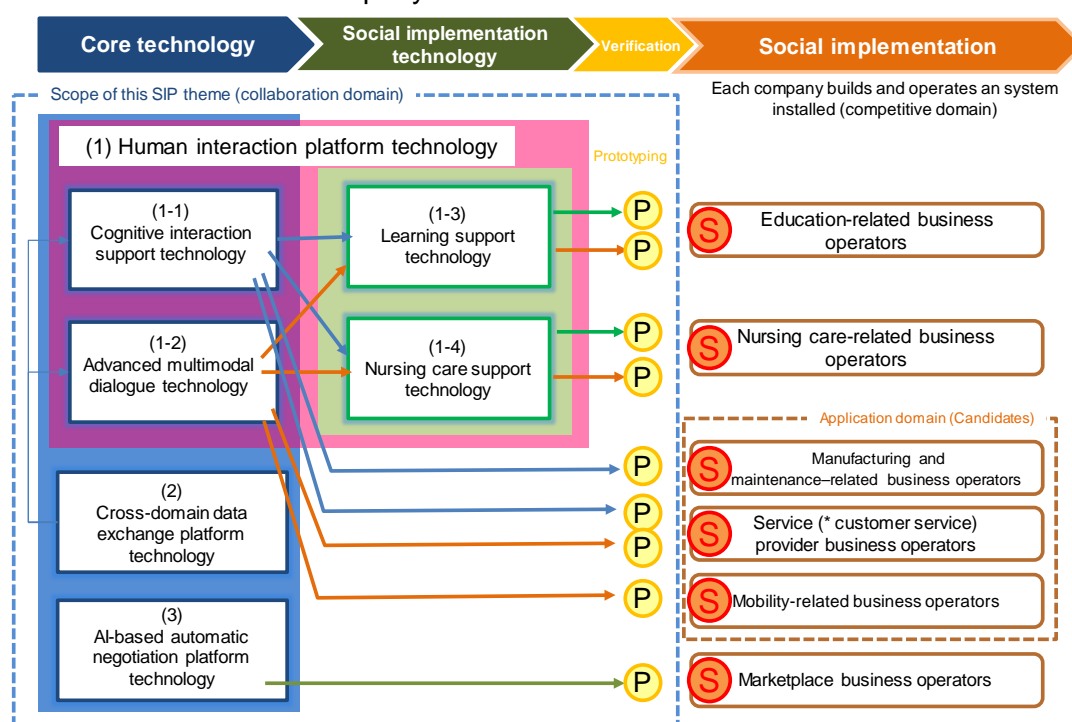 Core technology
Social implementation
technology
Verification
Social implementation
Scope of this SIP theme (collaboration domain)
Each company builds and operates an system
installed (competitive domain)
(1) Human interaction platform technology
Prototyping
(1-1)
Cognitive interaction
support technology
(1-3)
Learning support
technology
P
P
S
Education-related business
operators
(1-2)
Advanced multimodal
dialogue technology
(1-4)
Nursing care support
technology
P
P
S
Nursing care-related business
operators
Application domain (Candidates)
P
S
Manufacturing and
maintenance–related business operators
(2)
Cross-domain data
exchange platform
technology
P
P
S
Service (* customer service)
provider business operators
P
S
Mobility-related business operators
(3)
AI-based automatic
negotiation platform
technology
P
S
Marketplace business operators